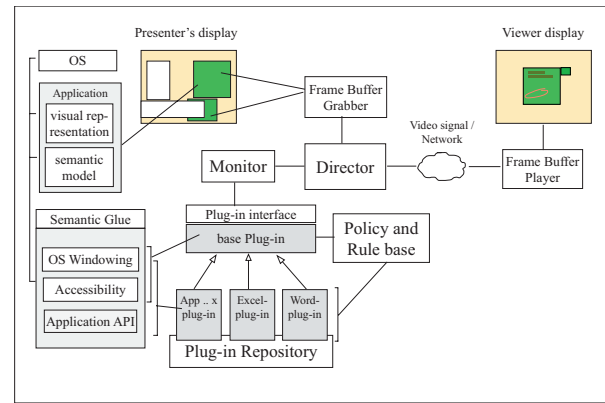 Presenter's display
Viewer display
OS
Application
visual rep-
resentation
semantic
model
Frame Buffer
Grabber
Video signal /
Network
Monitor
Director
Frame Buffer
Player
Semantic Glue
OS Windowing
Accessibility
Application API
Plug-in interface
base Plug-in
Policy and
Rule base
App .. x
plug-in
Excel-
plug-in
Word-
plug-in
Plug-in Repository